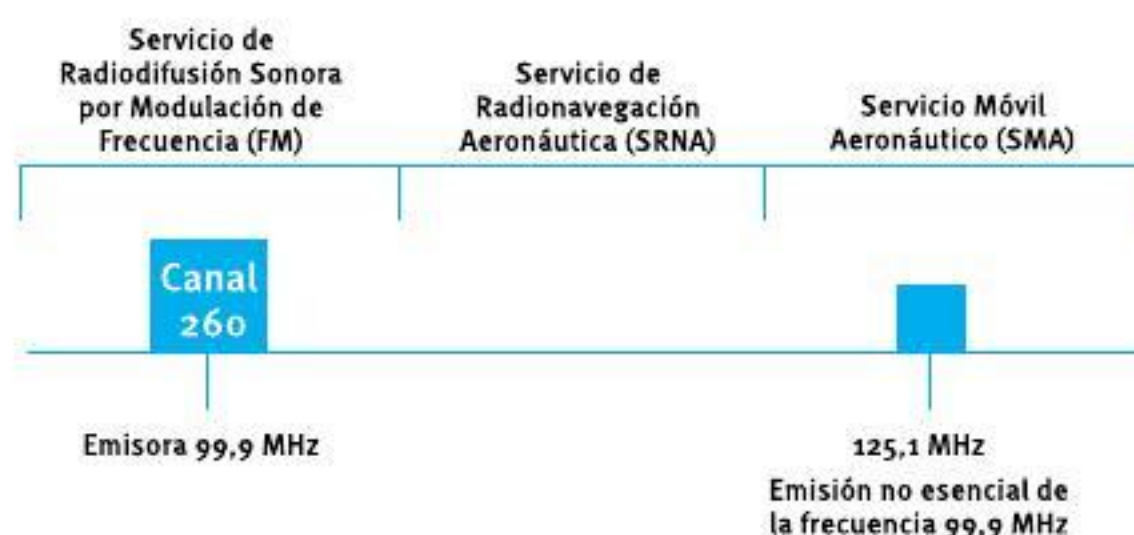 Servicio de
Radiodifusión Sonora
por Modulación de
Frecuencia (FM)
Servicio de
Radionavegación
Aeronáutica (SRNA)
Servicio Móvil
Aeronáutico (SMA)
Canal
260
Emisora 99,9 MHz
125,1 MHz
Emisión no esencial de
la frecuencia 99,9 MHz